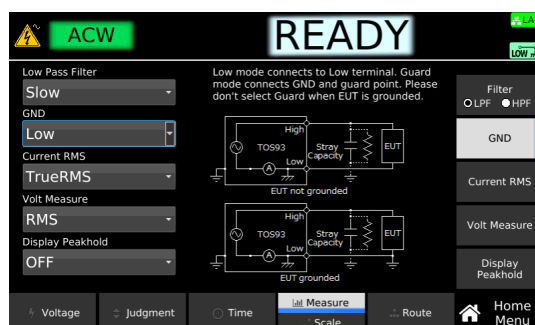 ACW
READY
LA
LOW
Low Pass Filter
Slow
GND
Low
Current RMS
TrueRMS
Volt Measure
RMS
Display Peakhold
OFF
Low mode connects to Low terminal. Guard
mode connects GND and guard point. Please
don't select Guard when EUT is grounded.
High
TOS93
Stray
Capacity
EUT
Low
A
EUT not grounded
High
TOS93
Stray
Capacity
EUT
Low
A
EUT grounded
Filter
LPF HPF
GND
Current RMS
Volt Measure
Display
Peakhold
Voltage
Judgment
Time
Measure
Scale
Route
Home
Menu